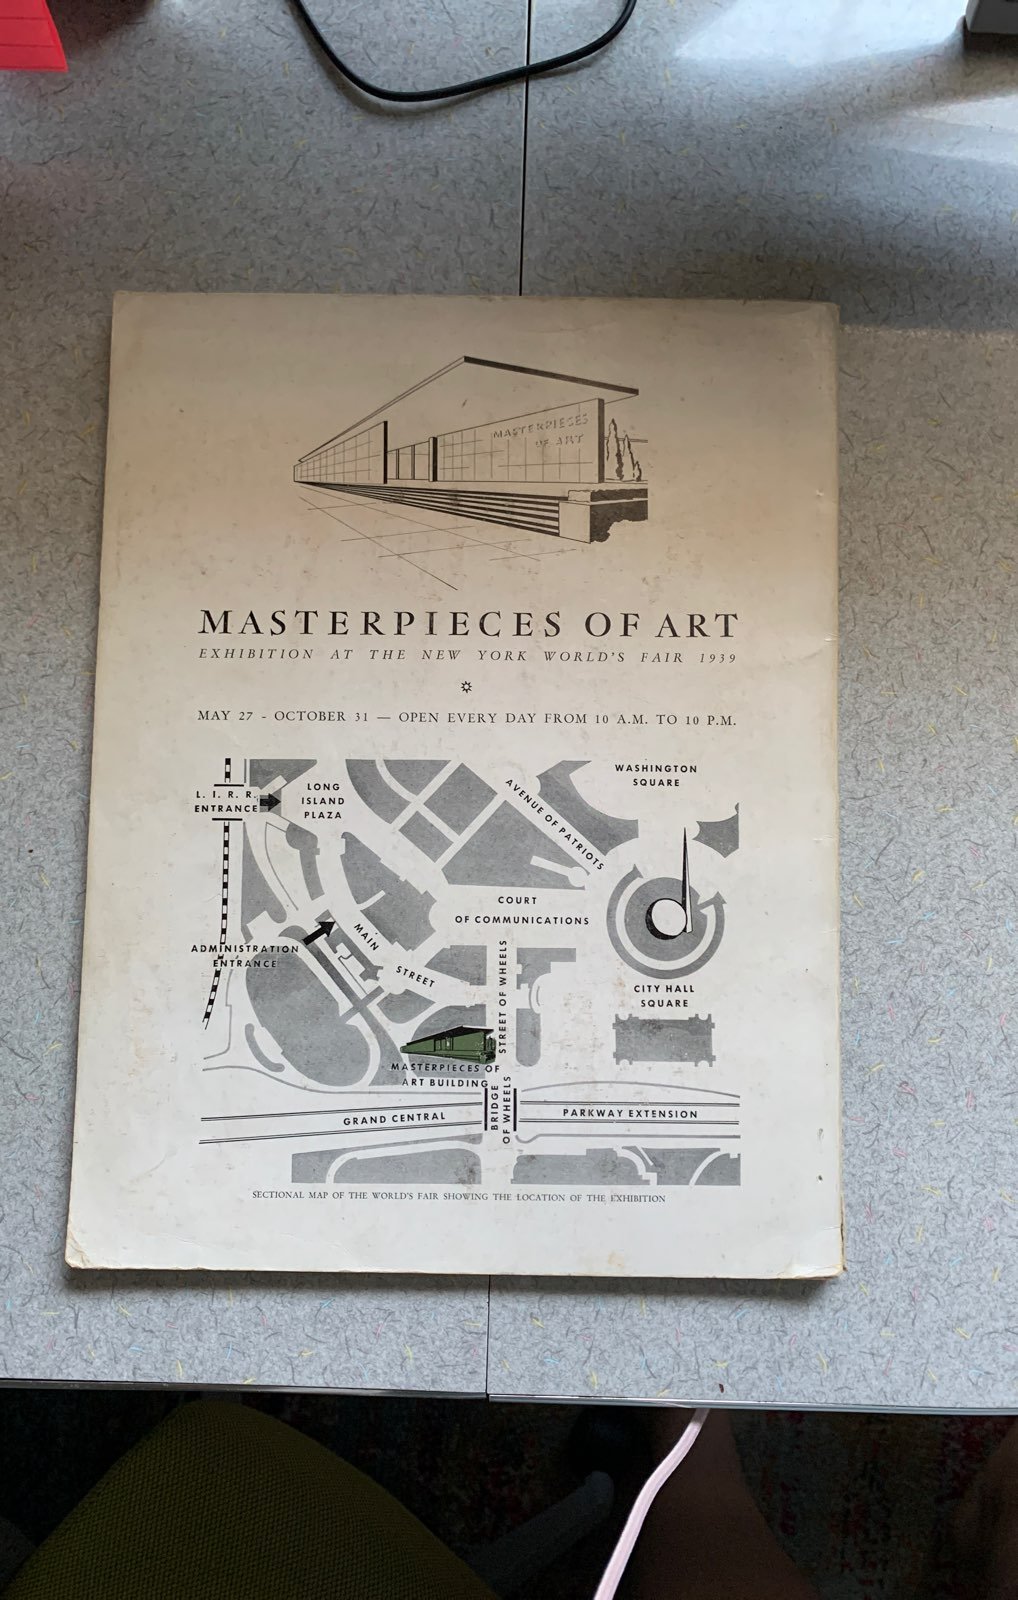 MASTERPIECES
OF ART
MASTERPIECES OF ART
EXHIBITION AT THE NEW YORK WORLD'S FAIR 1939
MAY 27 - OCTOBER 31 — OPEN EVERY DAY FROM 10 A.M. TO 10 P.M.
WASHINGTON
SQUARE
L. I. R. R.
ENTRANCE
LONG
ISLAND
PLAZA
AVENUE OF PATRIOTS
COURT
OF COMMUNICATIONS
MAIN
STREET
ADMINISTRATION
ENTRANCE
STREET OF WHEELS
CITY HALL
SQUARE
MASTERPIECES OF
ART BUILDING
BRIDGE
OF WHEELS
GRAND CENTRAL
PARKWAY EXTENSION
SECTIONAL MAP OF THE WORLD'S FAIR SHOWING THE LOCATION OF THE EXHIBITION